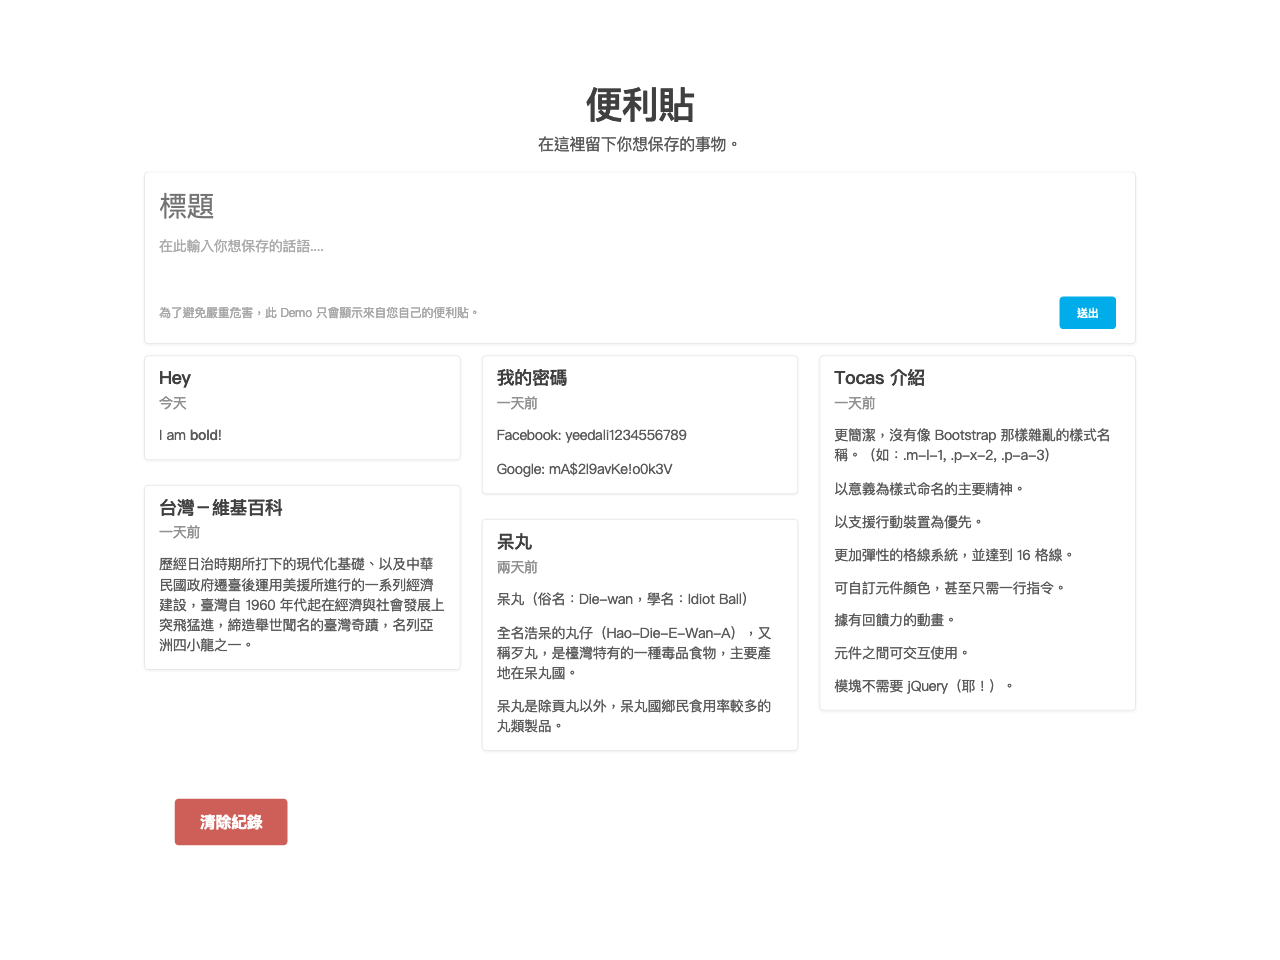 便利貼
在這裡留下你想保存的事物。
標題
在此輸入你想保存的話語....
為了避免嚴重危害，此 Demo 只會顯示來自您自己的便利貼。
送出
Hey
今天
I am bold!
台灣－維基百科
一天前
歷經日治時期所打下的現代化基礎、以及中華
民國政府遷臺後運用美援所進行的一系列經濟
建設，臺灣自 1960 年代起在經濟與社會發展上
突飛猛進，締造舉世聞名的臺灣奇蹟，名列亞
洲四小龍之一。
我的密碼
一天前
Facebook: yeedali1234556789
Google: mA$2l9avKe!o0k3V
呆丸
兩天前
呆丸（俗名：Die-wan，學名：Idiot Ball）
全名浩呆的丸仔（Hao-Die-E-Wan-A），又
稱歹丸，是檯灣特有的一種毒品食物，主要產
地在呆丸國。
呆丸是除貢丸以外，呆丸國鄉民食用率較多的
丸類製品。
Tocas 介紹
一天前
更簡潔，沒有像 Bootstrap 那樣雜亂的樣式名
稱。（如：.m-l-1, .p-x-2, .p-a-3）
以意義為樣式命名的主要精神。
以支援行動裝置為優先。
更加彈性的格線系統，並達到 16 格線。
可自訂元件顏色，甚至只需一行指令。
據有回饋力的動畫。
元件之間可交互使用。
模塊不需要 jQuery（耶！）。
清除紀錄